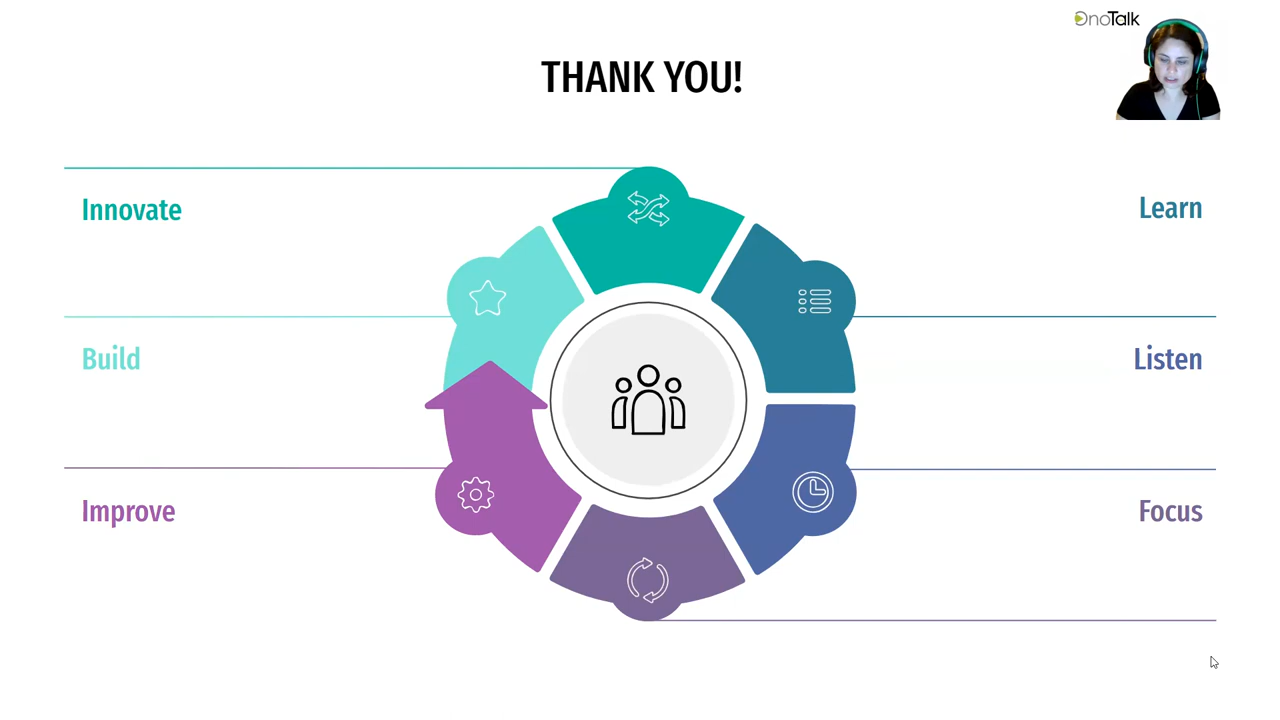 OnoTalk
THANK YOU!
Innovate
Learn
Build
Listen
Improve
Focus